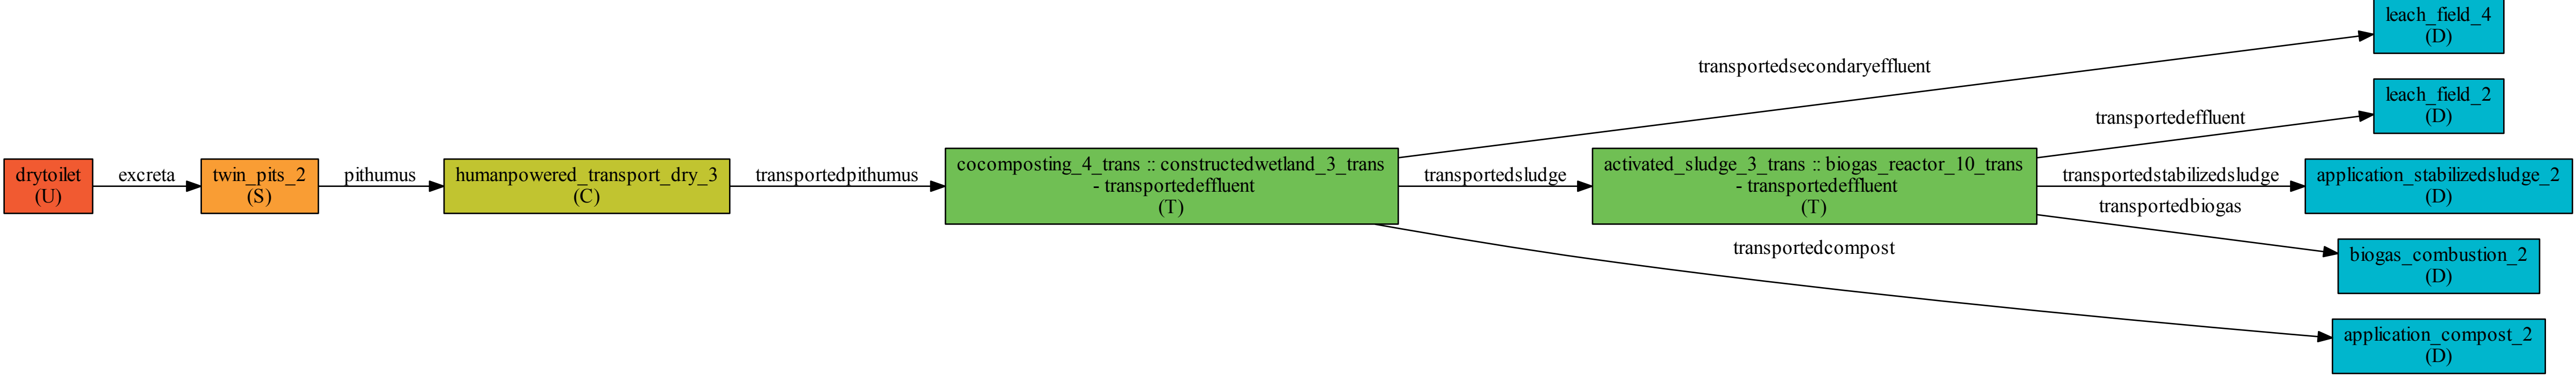 drytoilet
(U)
excreta
twin_pits_2
(S)
pithumus
humanpowered_transport_dry_3
(C)
transportedpithumus
cocomposting_4_trans :: constructedwetland_3_trans
- transportedeffluent
(T)
transportedsecondaryeffluent
transportedsludge
transportedcompost
activated_sludge_3_trans :: biogas_reactor_10_trans
- transportedeffluent
(T)
transportedeffluent
transportedstabilizedsludge
transportedbiogas
leach_field_4
(D)
leach_field_2
(D)
application_stabilizedsludge_2
(D)
biogas_combustion_2
(D)
application_compost_2
(D)